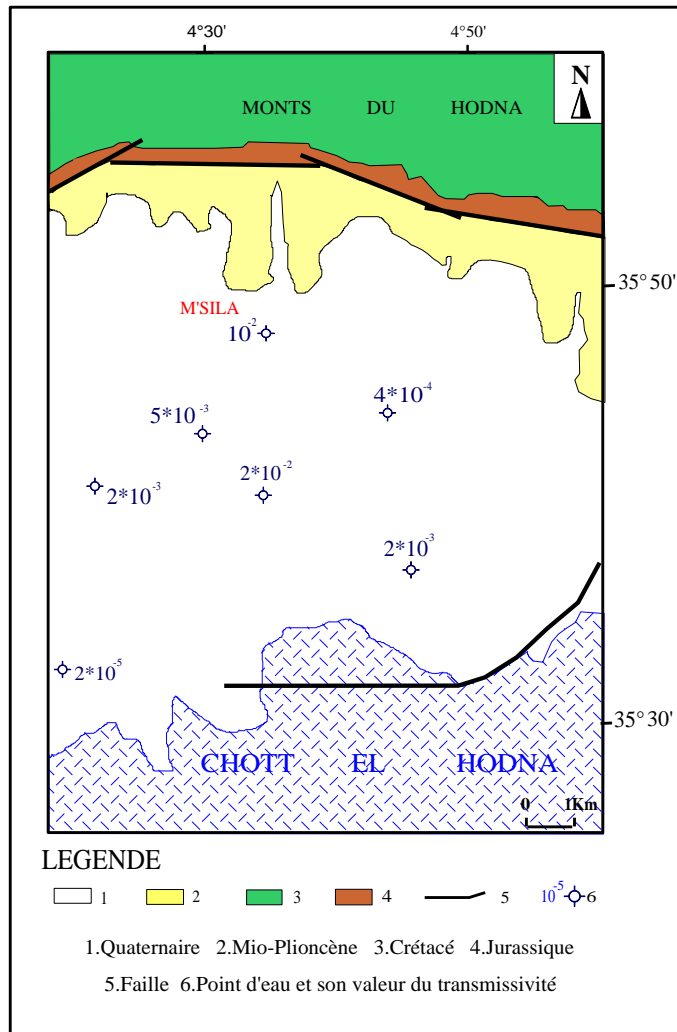 4°30' 4°50'
N
MONTS DU HODNA
35°50'
M'SILA
10⁻²
4*10⁻⁴
5*10⁻³
2*10⁻²
2*10⁻³
2*10⁻³
2*10⁻⁵
35°30'
CHOTT EL HODNA
0 1Km
LEGENDE
1 2 3 4 5 10⁻⁵ 6
1.Quaternaire 2.Mio-Plioncène 3.Crétacé 4.Jurassique
5.Faille 6.Point d'eau et son valeur du transmissivité